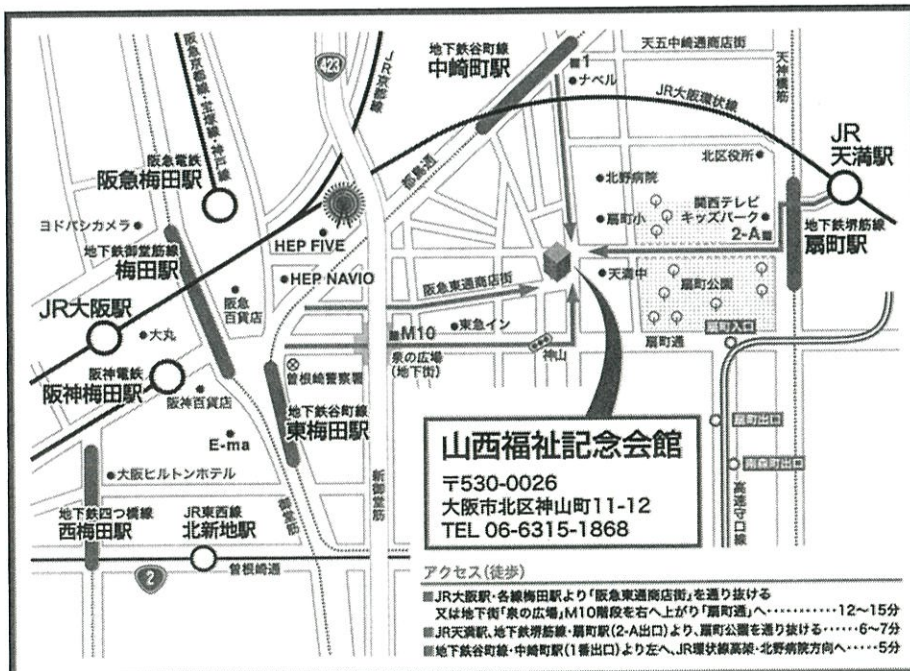 阪急京都線・宝塚線・神戸線
423
地下鉄谷町線
中崎町駅
1
ナベル
天五中崎通商店街
天神橋筋
JR大阪環状線
JR
天満駅
阪急電鉄
阪急梅田駅
都島通
北区役所
北野病院
関西テレビ
キッズパーク
扇町小
2-A
地下鉄堺筋線
扇町駅
ヨドバシカメラ
地下鉄御堂筋線
梅田駅
HEP FIVE
HEP NAVIO
阪急東通商店街
天満中
扇町公園
JR大阪駅
阪急
百貨店
大丸
M10
泉の広場
(地下街)
東急イン
神山
扇町通
扇町入口
阪神電鉄
阪神梅田駅
曽根崎警察署
阪神百貨店
地下鉄谷町線
東梅田駅
E-ma
扇町出口
南森町出口
大阪ヒルトンホテル
地下鉄四つ橋線
西梅田駅
JR東西線
北新地駅
2
曽根崎通
高速守口線
山西福祉記念会館
〒530-0026
大阪市北区神山町11-12
TEL 06-6315-1868
アクセス(徒歩)
■JR大阪駅・各線梅田駅より「阪急東通商店街」を通り抜ける
又は地下街「泉の広場」M10階段を右へ上がり「扇町通」へ············12〜15分
■JR天満駅、地下鉄堺筋線・扇町駅(2-A出口)より、扇町公園を通り抜ける······6〜7分
■地下鉄谷町線・中崎町駅(1番出口)より左へ、JR環状線高架・北野病院方向へ·····5分